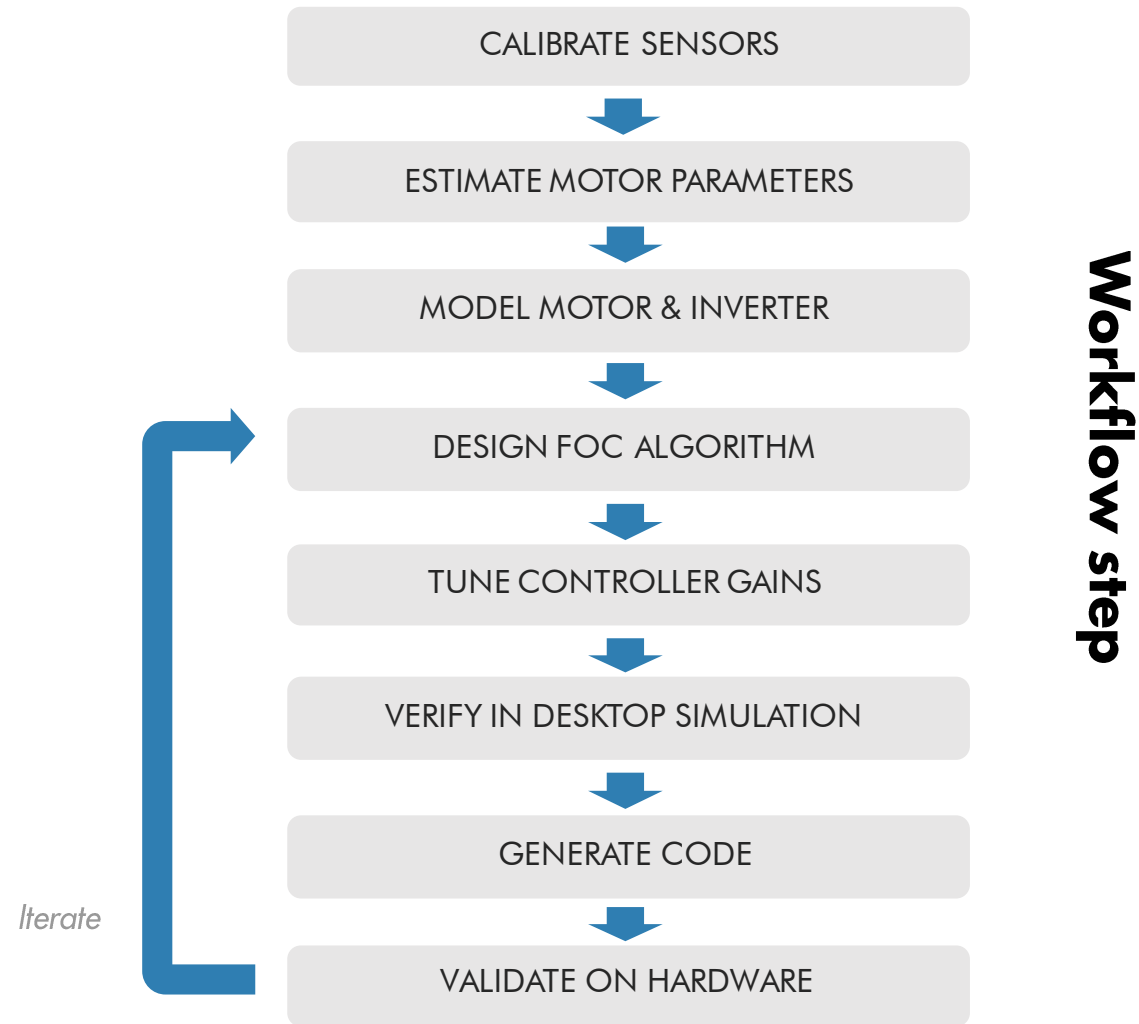 CALIBRATE SENSORS
ESTIMATE MOTOR PARAMETERS
MODEL MOTOR & INVERTER
DESIGN FOC ALGORITHM
TUNE CONTROLLER GAINS
VERIFY IN DESKTOP SIMULATION
GENERATE CODE
VALIDATE ON HARDWARE
Iterate
Workflow step